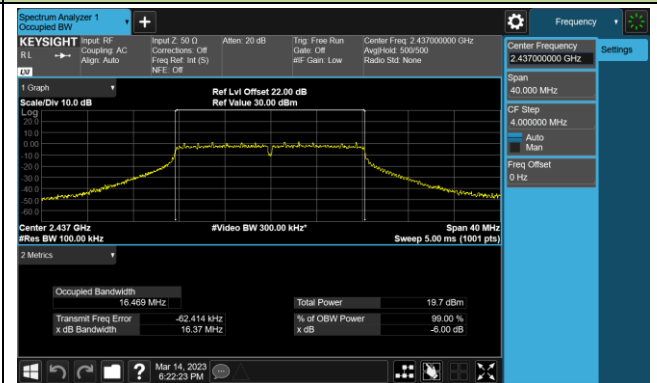 Spectrum Analyzer 1
Occupied BW
+
Frequency
KEYSIGHT
R L
LXI
Input: RF
Coupling: AC
Align: Auto
Input Z: 50 Ω
Corrections: Off
Freq Ref: Int (S)
NFE: Off
Atten: 20 dB
Trig: Free Run
Gate: Off
#IF Gain: Low
Center Freq: 2.437000000 GHz
Avg|Hold: 500/500
Radio Std: None
Center Frequency
2.437000000 GHz
Settings
Span
40.000 MHz
CF Step
4.000000 MHz
Auto
Man
Freq Offset
0 Hz
1 Graph
Scale/Div 10.0 dB
Ref Lvl Offset 22.00 dB
Ref Value 30.00 dBm
Log
20.0
10.0
0.00
-10.0
-20.0
-30.0
-40.0
-50.0
-60.0
Center 2.437 GHz
#Res BW 100.00 kHz
#Video BW 300.00 kHz*
Span 40 MHz
Sweep 5.00 ms (1001 pts)
2 Metrics
Occupied Bandwidth
16.469 MHz
Total Power 19.7 dBm
Transmit Freq Error -62.414 kHz
% of OBW Power 99.00 %
x dB Bandwidth 16.37 MHz
x dB -6.00 dB
?
Mar 14, 2023
6:22:23 PM